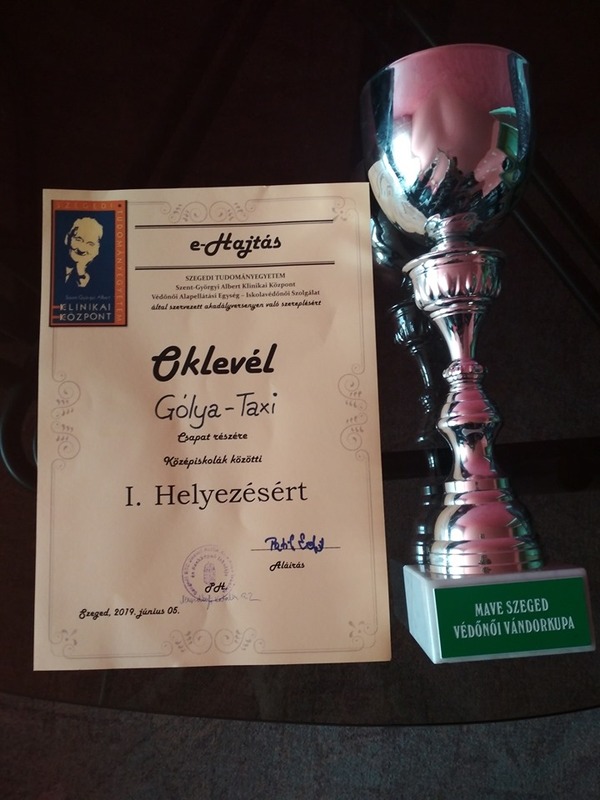 SZEGEDI TUDOMÁNYEGYETEM
Szent-Györgyi Albert
KLINIKAI
KÖZPONT
e-Hajtás
SZEGEDI TUDOMÁNYEGYETEM
Szent-Györgyi Albert Klinikai Központ
Védőnői Alapellátási Egység – Iskolavédőnői Szolgálat
által szervezett akadályversenyen való szereplésért
Oklevél
Gólya-Taxi
Csapat részére
Középiskolák közötti
I. Helyezésért
Aláírás
PH.
Szeged, 2019. június 05.
MAVE SZEGED
VÉDŐNŐI VÁNDORKUPA